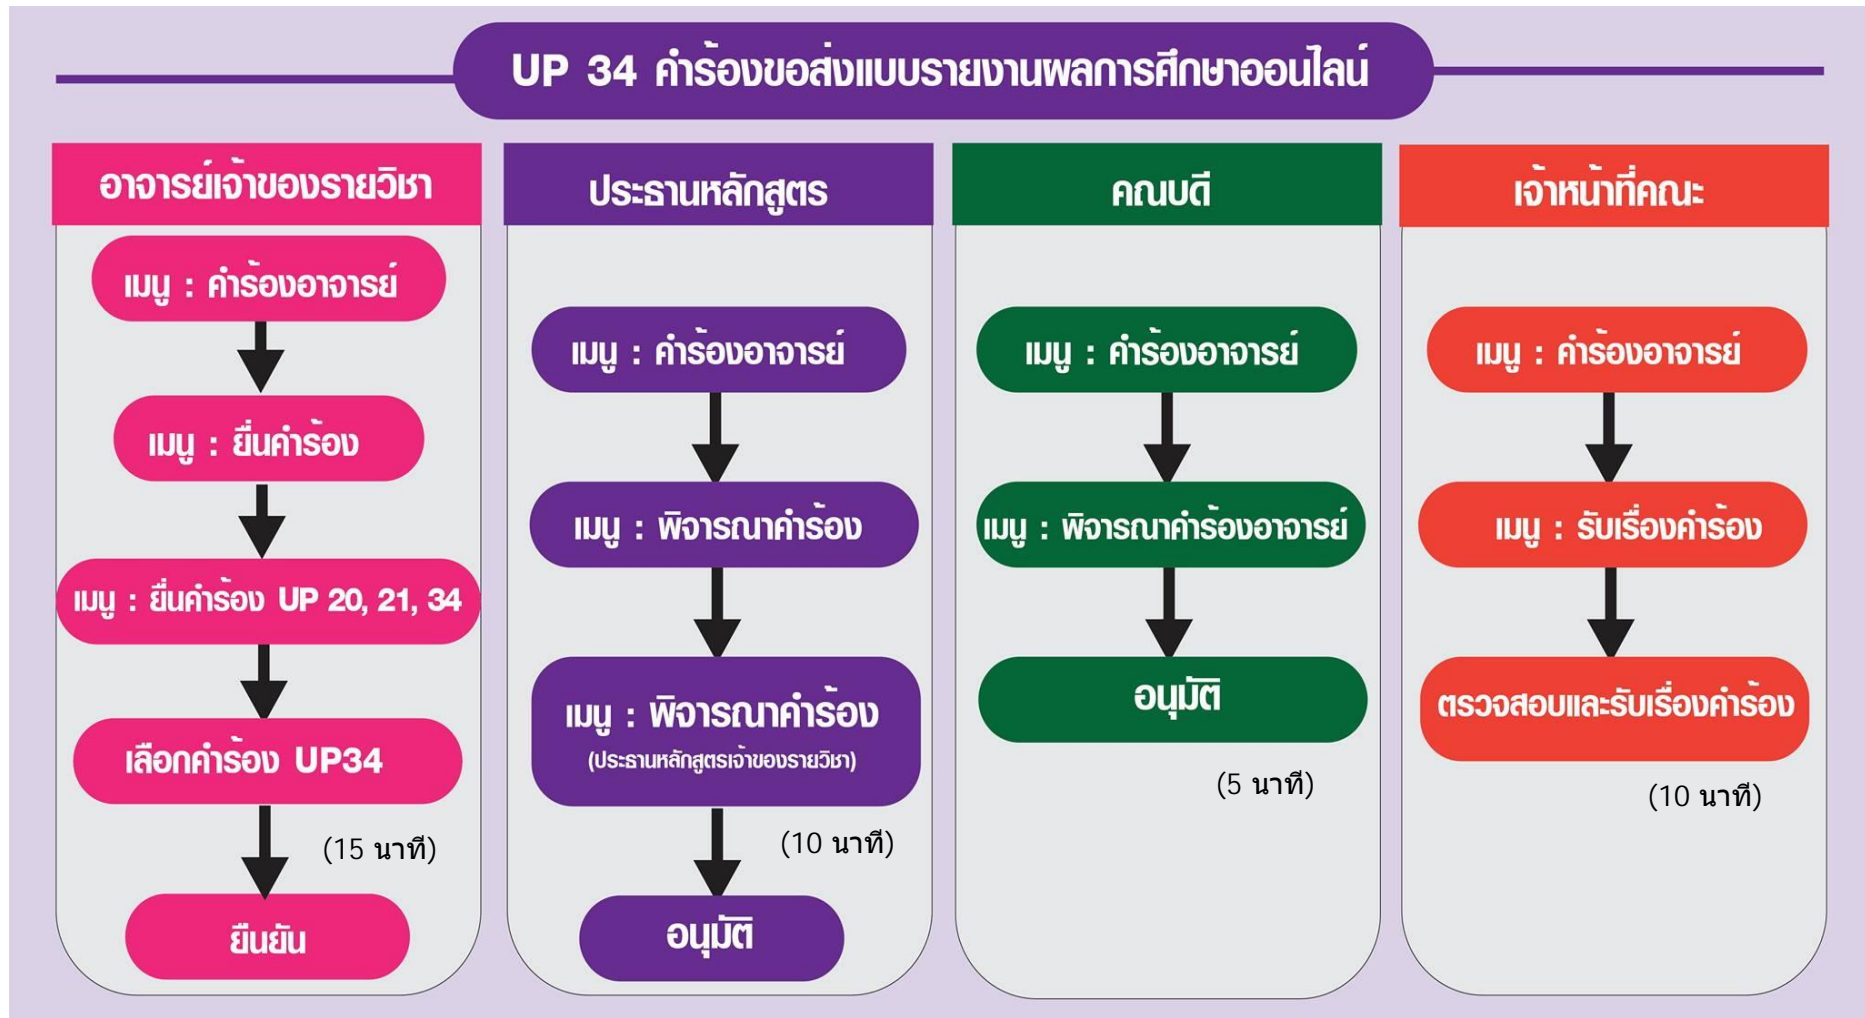 UP 34 คำร้องขอส่งแบบรายงานผลการศึกษาออนไลน์
อาจารย์เจ้าของรายวิชา
เมนู : คำร้องอาจารย์
เมนู : ยื่นคำร้อง
เมนู : ยื่นคำร้อง UP 20, 21, 34
เลือกคำร้อง UP34
(15 นาที)
ยืนยัน
ประธานหลักสูตร
เมนู : คำร้องอาจารย์
เมนู : พิจารณาคำร้อง
เมนู : พิจารณาคำร้อง
(ประธานหลักสูตรเจ้าของรายวิชา)
(10 นาที)
อนุมัติ
คณบดี
เมนู : คำร้องอาจารย์
เมนู : พิจารณาคำร้องอาจารย์
อนุมัติ
(5 นาที)
เจ้าหน้าที่คณะ
เมนู : คำร้องอาจารย์
เมนู : รับเรื่องคำร้อง
ตรวจสอบและรับเรื่องคำร้อง
(10 นาที)